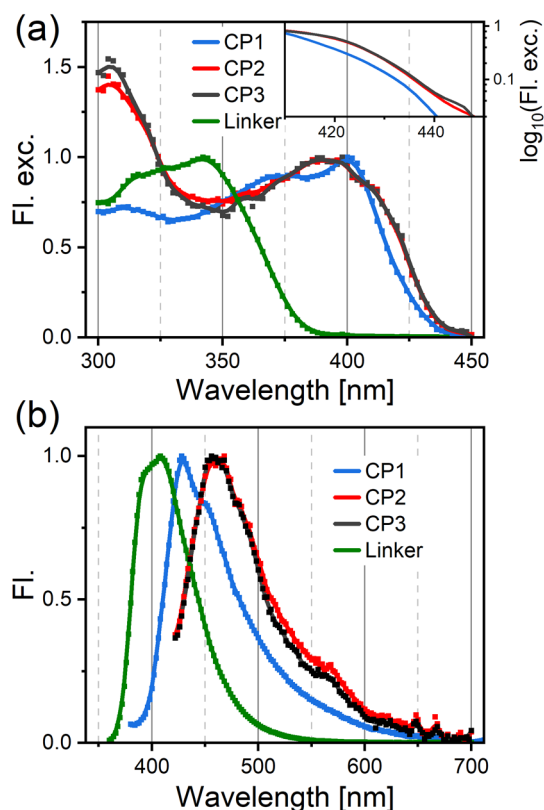 (a)
CP1
CP2
CP3
Linker
1.5
1.0
0.5
0.0
Fl. exc.
300
350
400
450
Wavelength [nm]
420
440
1
0.1
log10(Fl. exc.)
(b)
CP1
CP2
CP3
Linker
1.0
0.5
0.0
Fl.
400
500
600
700
Wavelength [nm]